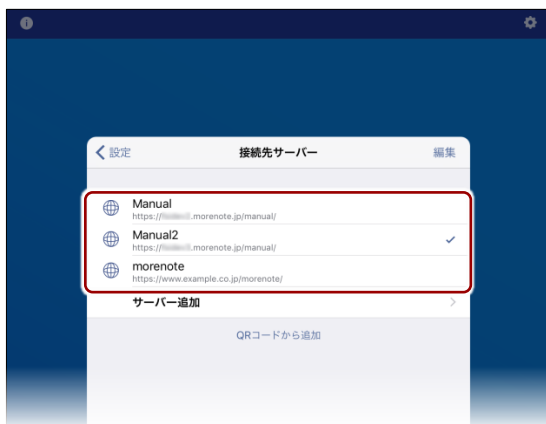 設定
接続先サーバー
編集
Manual
https:// .morenote.jp/manual/
Manual2
https:// .morenote.jp/manual/
morenote
https://www.example.co.jp/morenote/
サーバー追加
QRコードから追加